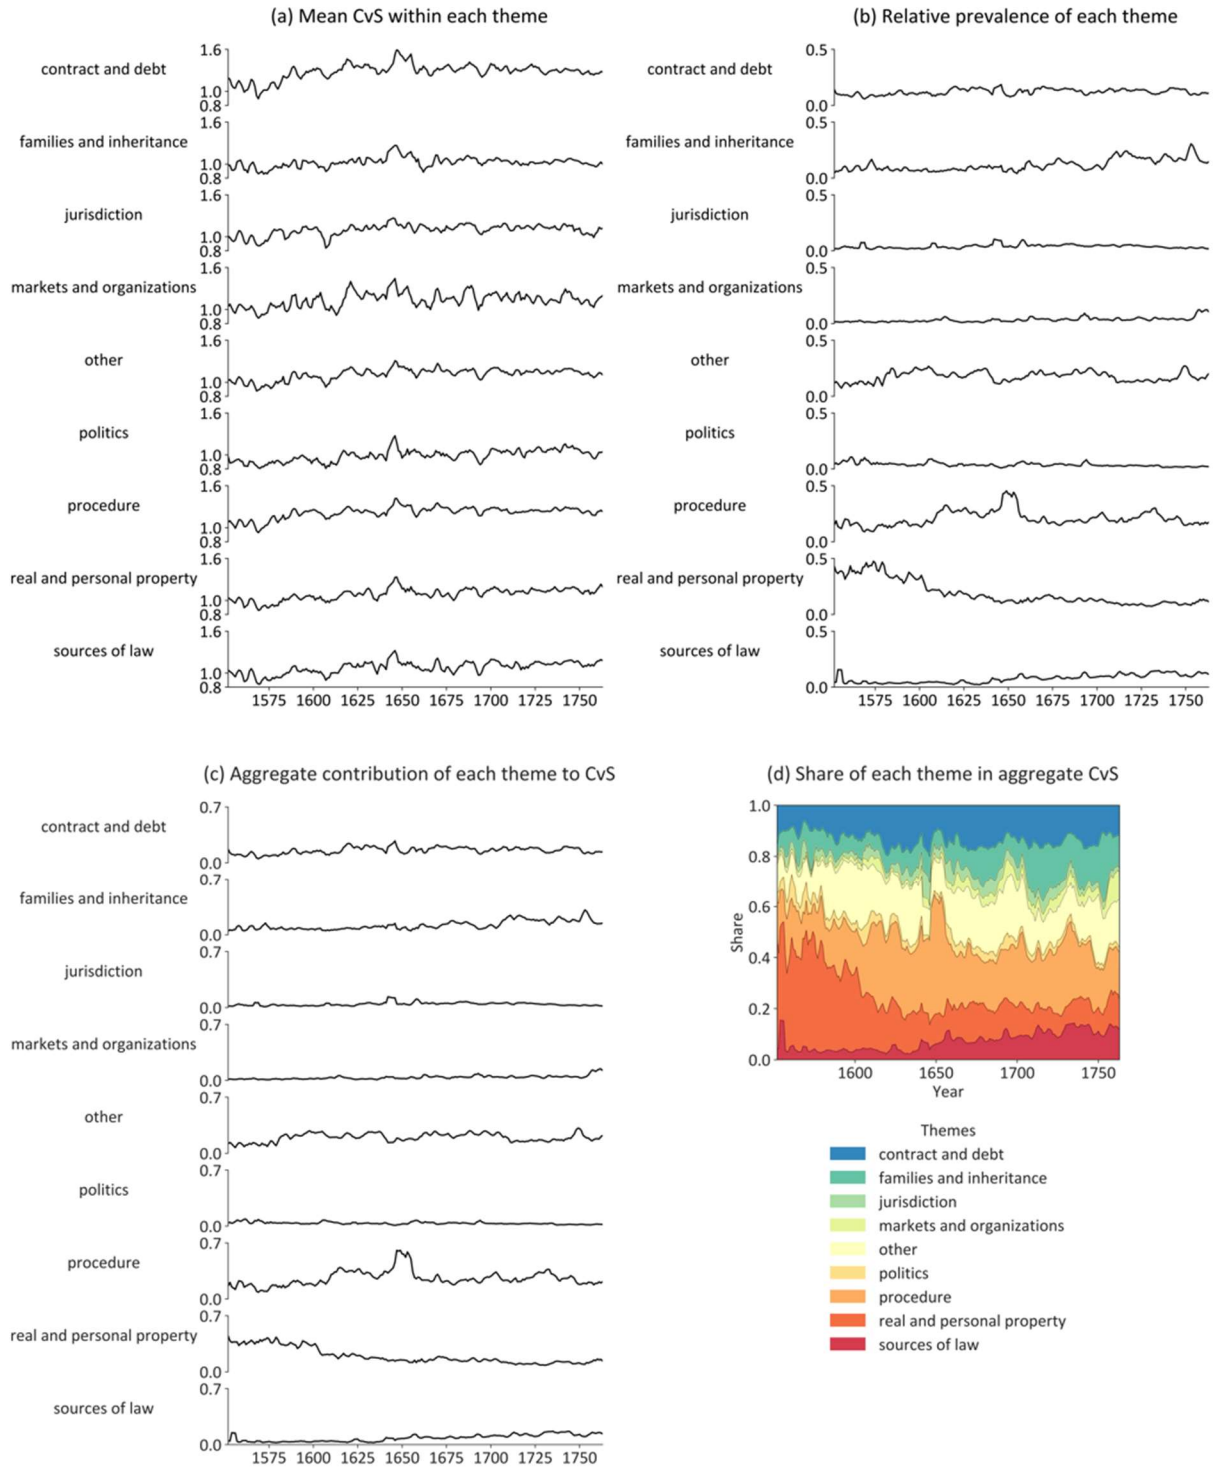 (a) Mean CvS within each theme
contract and debt
1.6
1.0
0.8
families and inheritance
1.6
1.0
0.8
jurisdiction
1.6
1.0
0.8
markets and organizations
1.6
1.0
0.8
other
1.6
1.0
0.8
politics
1.6
1.0
0.8
procedure
1.6
1.0
0.8
real and personal property
1.6
1.0
0.8
sources of law
1.6
1.0
0.8
1575 1600 1625 1650 1675 1700 1725 1750
(b) Relative prevalence of each theme
contract and debt
0.5
0.0
families and inheritance
0.5
0.0
jurisdiction
0.5
0.0
markets and organizations
0.5
0.0
other
0.5
0.0
politics
0.5
0.0
procedure
0.5
0.0
real and personal property
0.5
0.0
sources of law
0.5
0.0
1575 1600 1625 1650 1675 1700 1725 1750
(c) Aggregate contribution of each theme to CvS
contract and debt
0.7
0.0
families and inheritance
0.7
0.0
jurisdiction
0.7
0.0
markets and organizations
0.7
0.0
other
0.7
0.0
politics
0.7
0.0
procedure
0.7
0.0
real and personal property
0.7
0.0
sources of law
0.7
0.0
1575 1600 1625 1650 1675 1700 1725 1750
(d) Share of each theme in aggregate CvS
1.0
0.8
0.6
0.4
0.2
0.0
Share
1600 1650 1700 1750
Year
Themes
contract and debt
families and inheritance
jurisdiction
markets and organizations
other
politics
procedure
real and personal property
sources of law